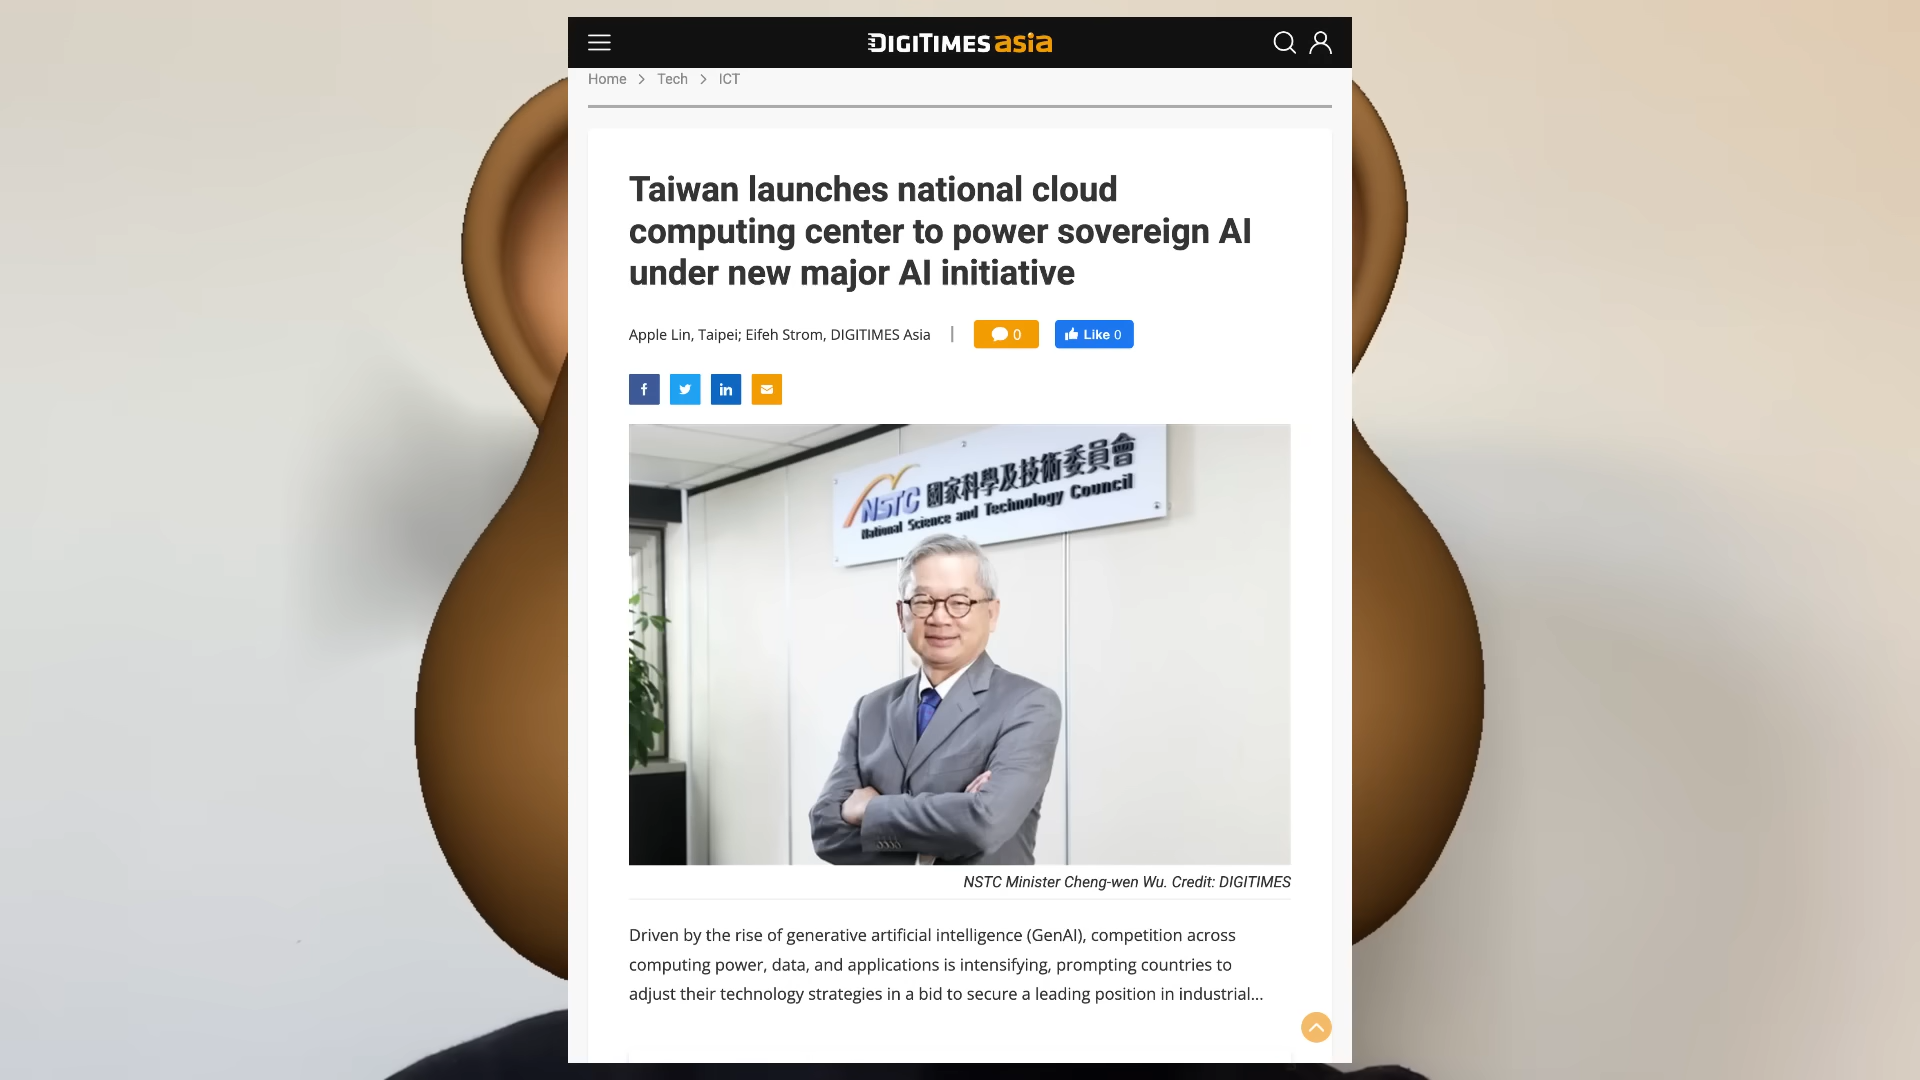 DIGITIMES asia
Home > Tech > ICT
Taiwan launches national cloud
computing center to power sovereign AI
under new major AI initiative
Apple Lin, Taipei; Eifeh Strom, DIGITIMES Asia | 0 Like 0
f in
NSTC 國家科學及技術委員會
National Science and Technology Council
NSTC Minister Cheng-wen Wu. Credit: DIGITIMES
Driven by the rise of generative artificial intelligence (GenAI), competition across
computing power, data, and applications is intensifying, prompting countries to
adjust their technology strategies in a bid to secure a leading position in industrial...